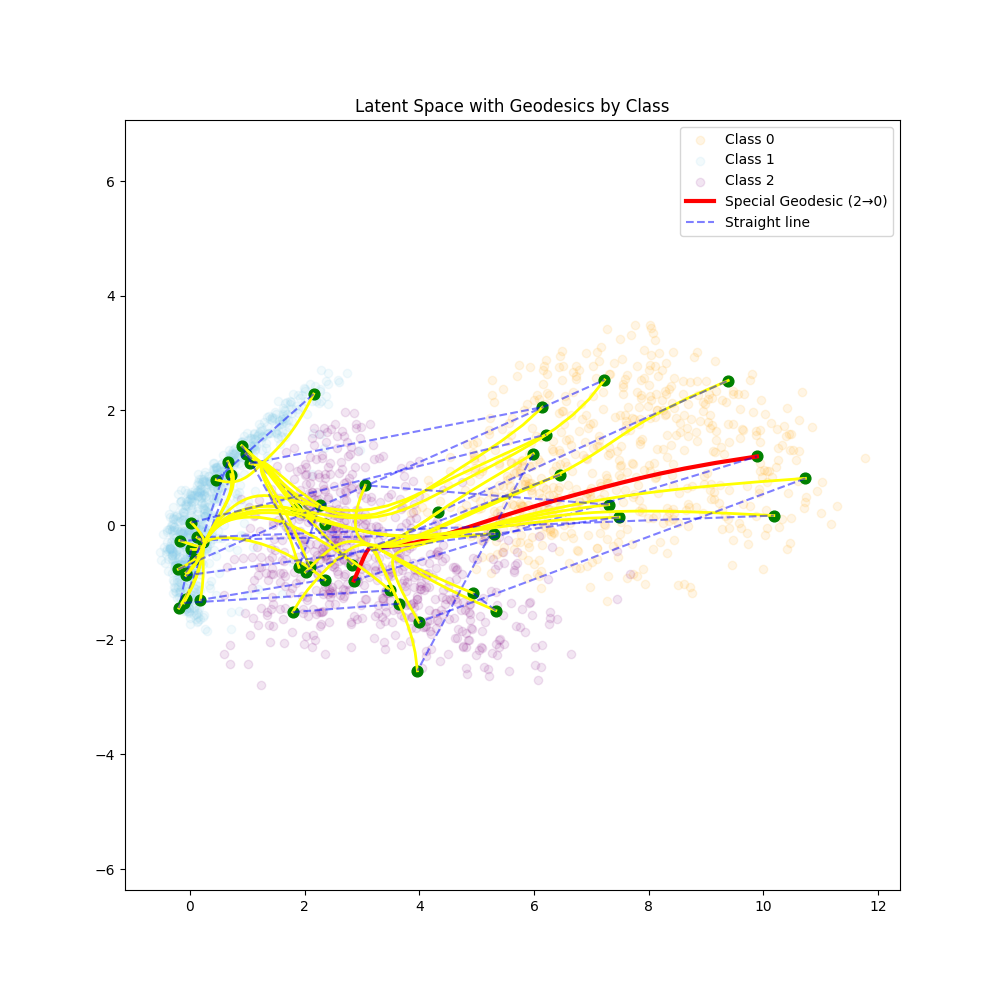 Latent Space with Geodesics by Class
Class 0
Class 1
Class 2
Special Geodesic (2→0)
Straight line
6
4
2
0
−2
−4
−6
0 2 4 6 8 10 12